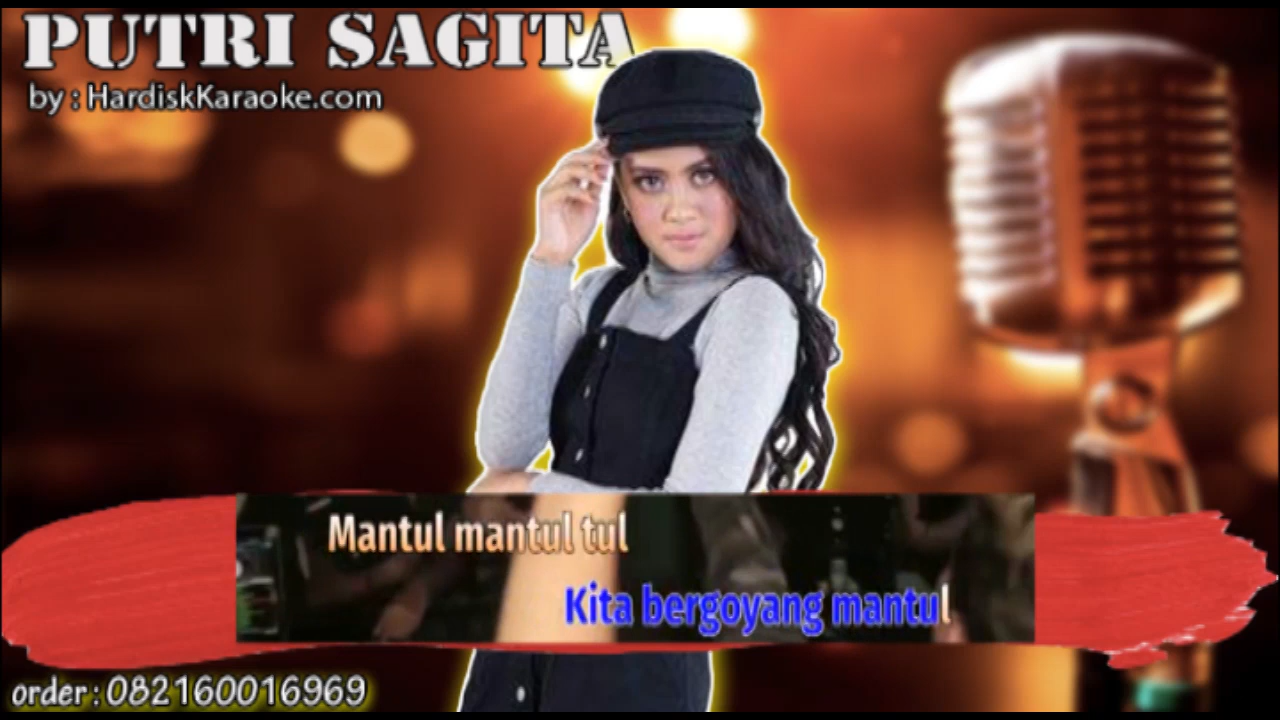 PUTRI SAGITA
by : HardiskKaraoke.com
Mantul mantul tul
Kita bergoyang mantul
order : 082160016969